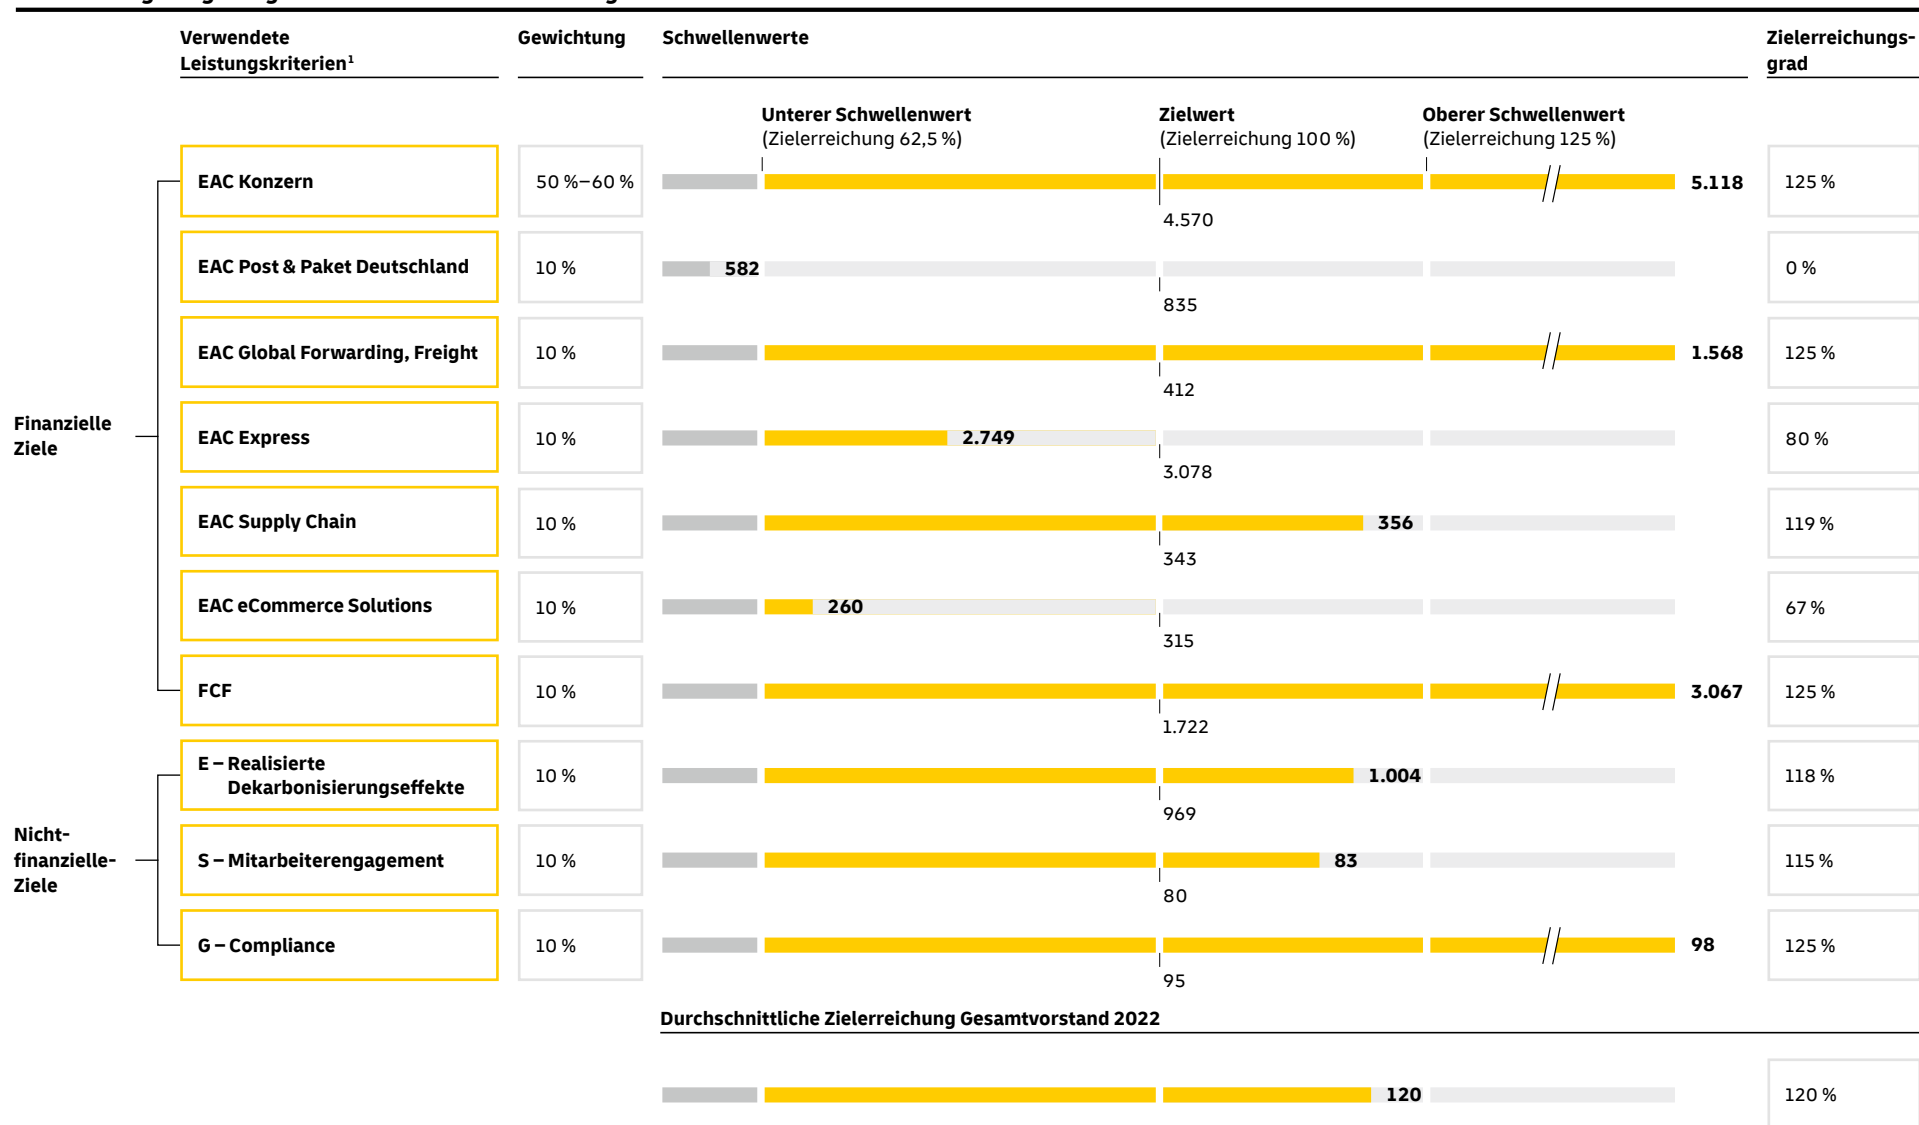 Verwendete
Leistungskriterien¹
Gewichtung
Schwellenwerte
Zielerreichungs-
grad
Unterer Schwellenwert
(Zielerreichung 62,5 %)
Zielwert
(Zielerreichung 100 %)
Oberer Schwellenwert
(Zielerreichung 125 %)
Finanzielle
Ziele
EAC Konzern
50 %–60 %
5.118
125 %
4.570
EAC Post & Paket Deutschland
10 %
582
0 %
835
EAC Global Forwarding, Freight
10 %
1.568
125 %
412
EAC Express
10 %
2.749
80 %
3.078
EAC Supply Chain
10 %
356
119 %
343
EAC eCommerce Solutions
10 %
260
67 %
315
FCF
10 %
3.067
125 %
1.722
Nicht-
finanzielle-
Ziele
E – Realisierte
Dekarbonisierungseffekte
10 %
1.004
118 %
969
S – Mitarbeiterengagement
10 %
83
115 %
80
G – Compliance
10 %
98
125 %
95
Durchschnittliche Zielerreichung Gesamtvorstand 2022
120
120 %